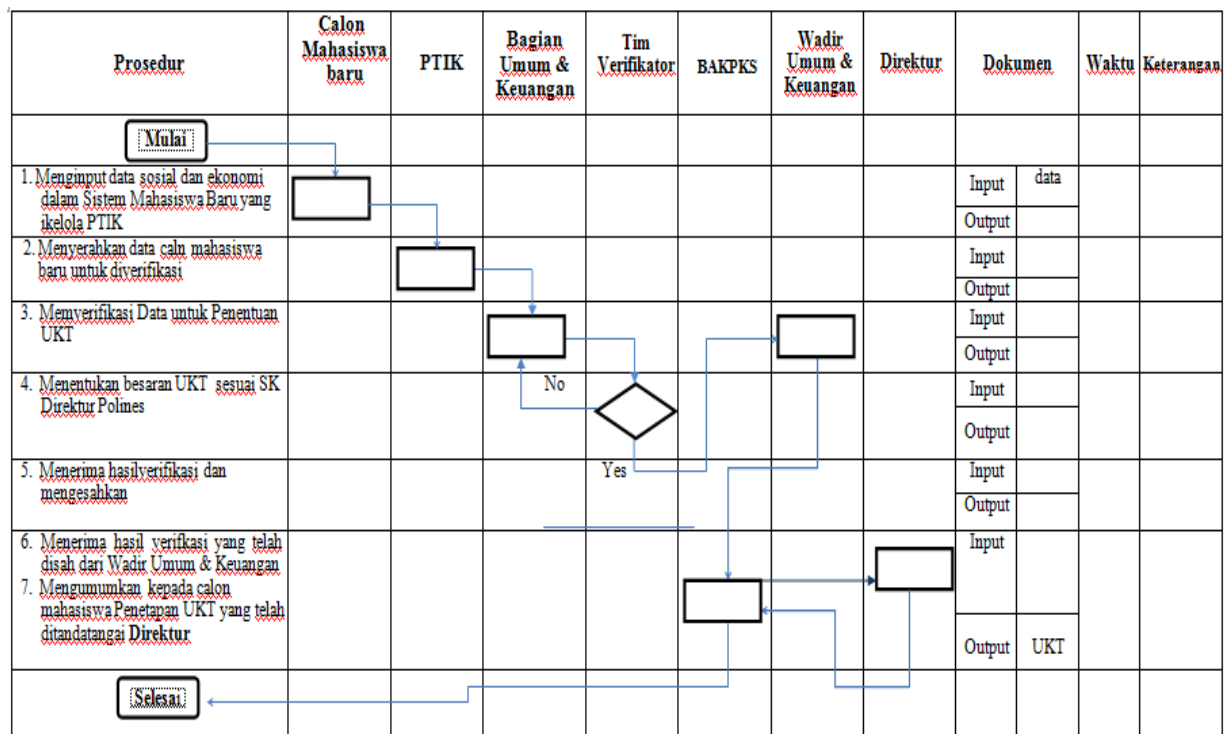 Prosedur
Calon
Mahasiswa
baru
PTIK
Bagian
Umum &
Keuangan
Tim
Verifikator
BAKPKS
Wadir
Umum &
Keuangan
Direktur
Dokumen
Waktu
Keterangan
Mulai
1. Menginput data sosial dan ekonomi
dalam Sistem Mahasiswa Baru yang
ikelola PTIK
Input
data
Output
2. Menyerahkan data caln mahasiswa
baru untuk diverifikasi
Input
Output
3. Memverifikasi Data untuk Penentuan
UKT
Input
Output
4. Menentukan besaran UKT sesuai SK
Direktur Polines
No
Input
Output
5. Menerima hasilverifikasi dan
mengesahkan
Yes
Input
Output
6. Menerima hasil verifkasi yang telah
disah dari Wadir Umum & Keuangan
7. Mengumumkan kepada calon
mahasiswa Penetapan UKT yang telah
ditandatangai Direktur
Input
Output
UKT
Selesai